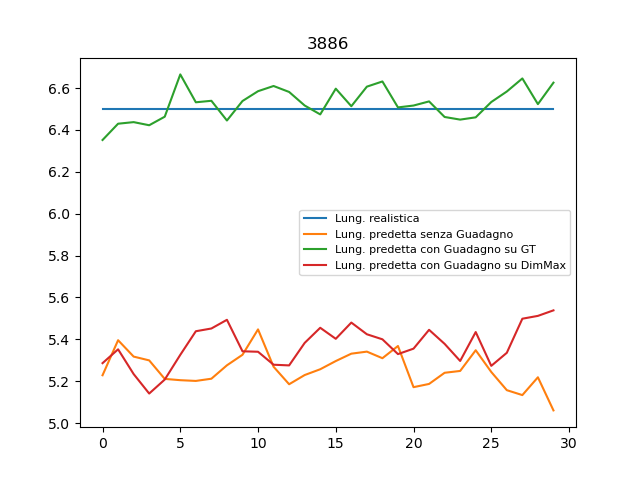 3886
6.6
6.4
6.2
6.0
5.8
5.6
5.4
5.2
5.0
Lung. realistica
Lung. predetta senza Guadagno
Lung. predetta con Guadagno su GT
Lung. predetta con Guadagno su DimMax
0 5 10 15 20 25 30